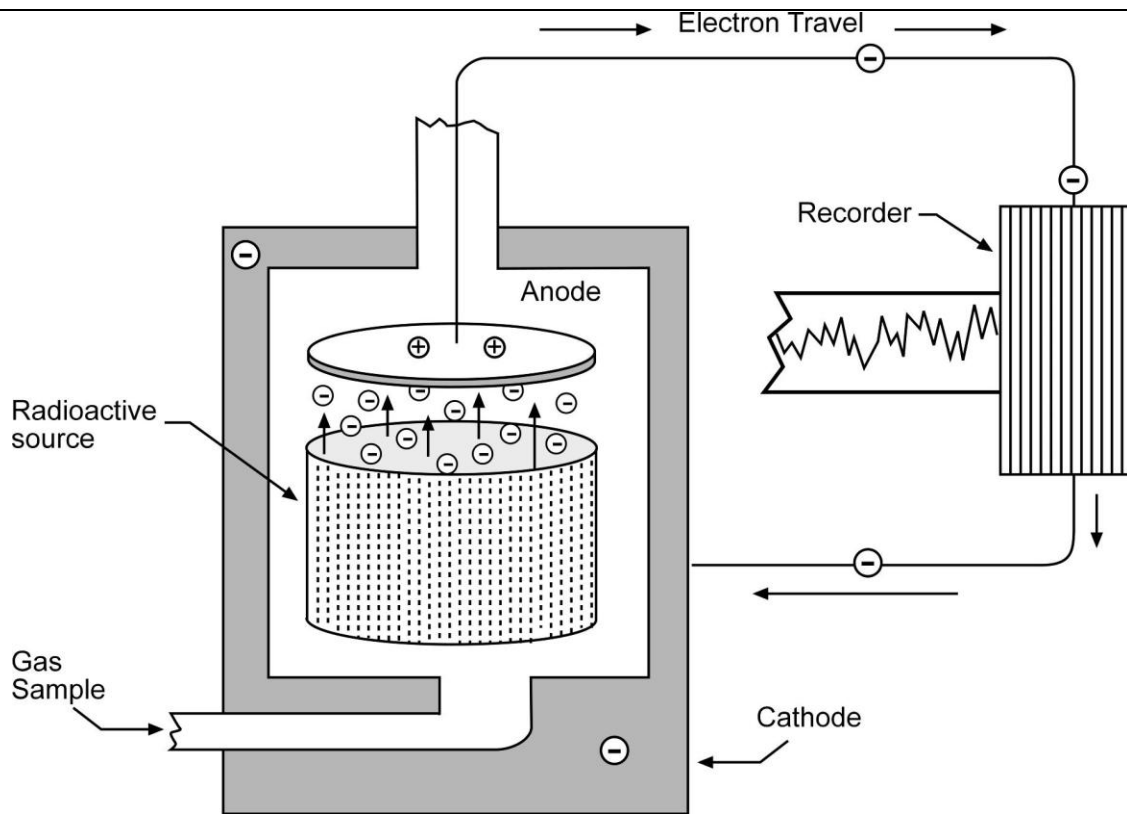 Electron Travel
Recorder
Anode
Radioactive
source
Gas
Sample
Cathode